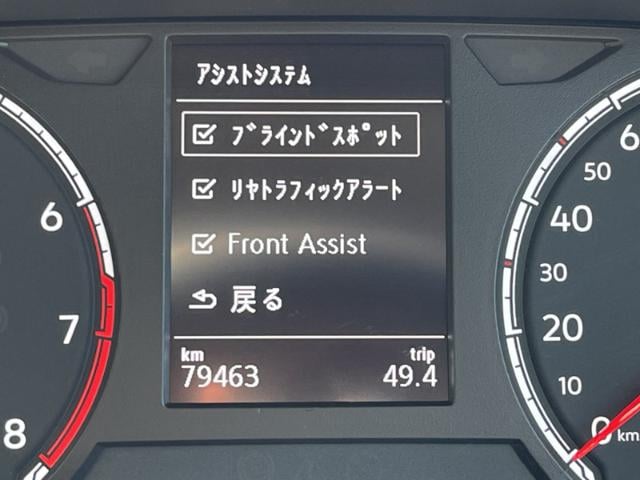 アシストシステム
ﾌﾞﾗｲﾝﾄﾞｽﾎﾟｯﾄ
ﾘﾔﾄﾗﾌｨｯｸｱﾗｰﾄ
Front Assist
戻る
km trip
79463 49.4
6
7
8
6
50
40
30
20
10
0 km